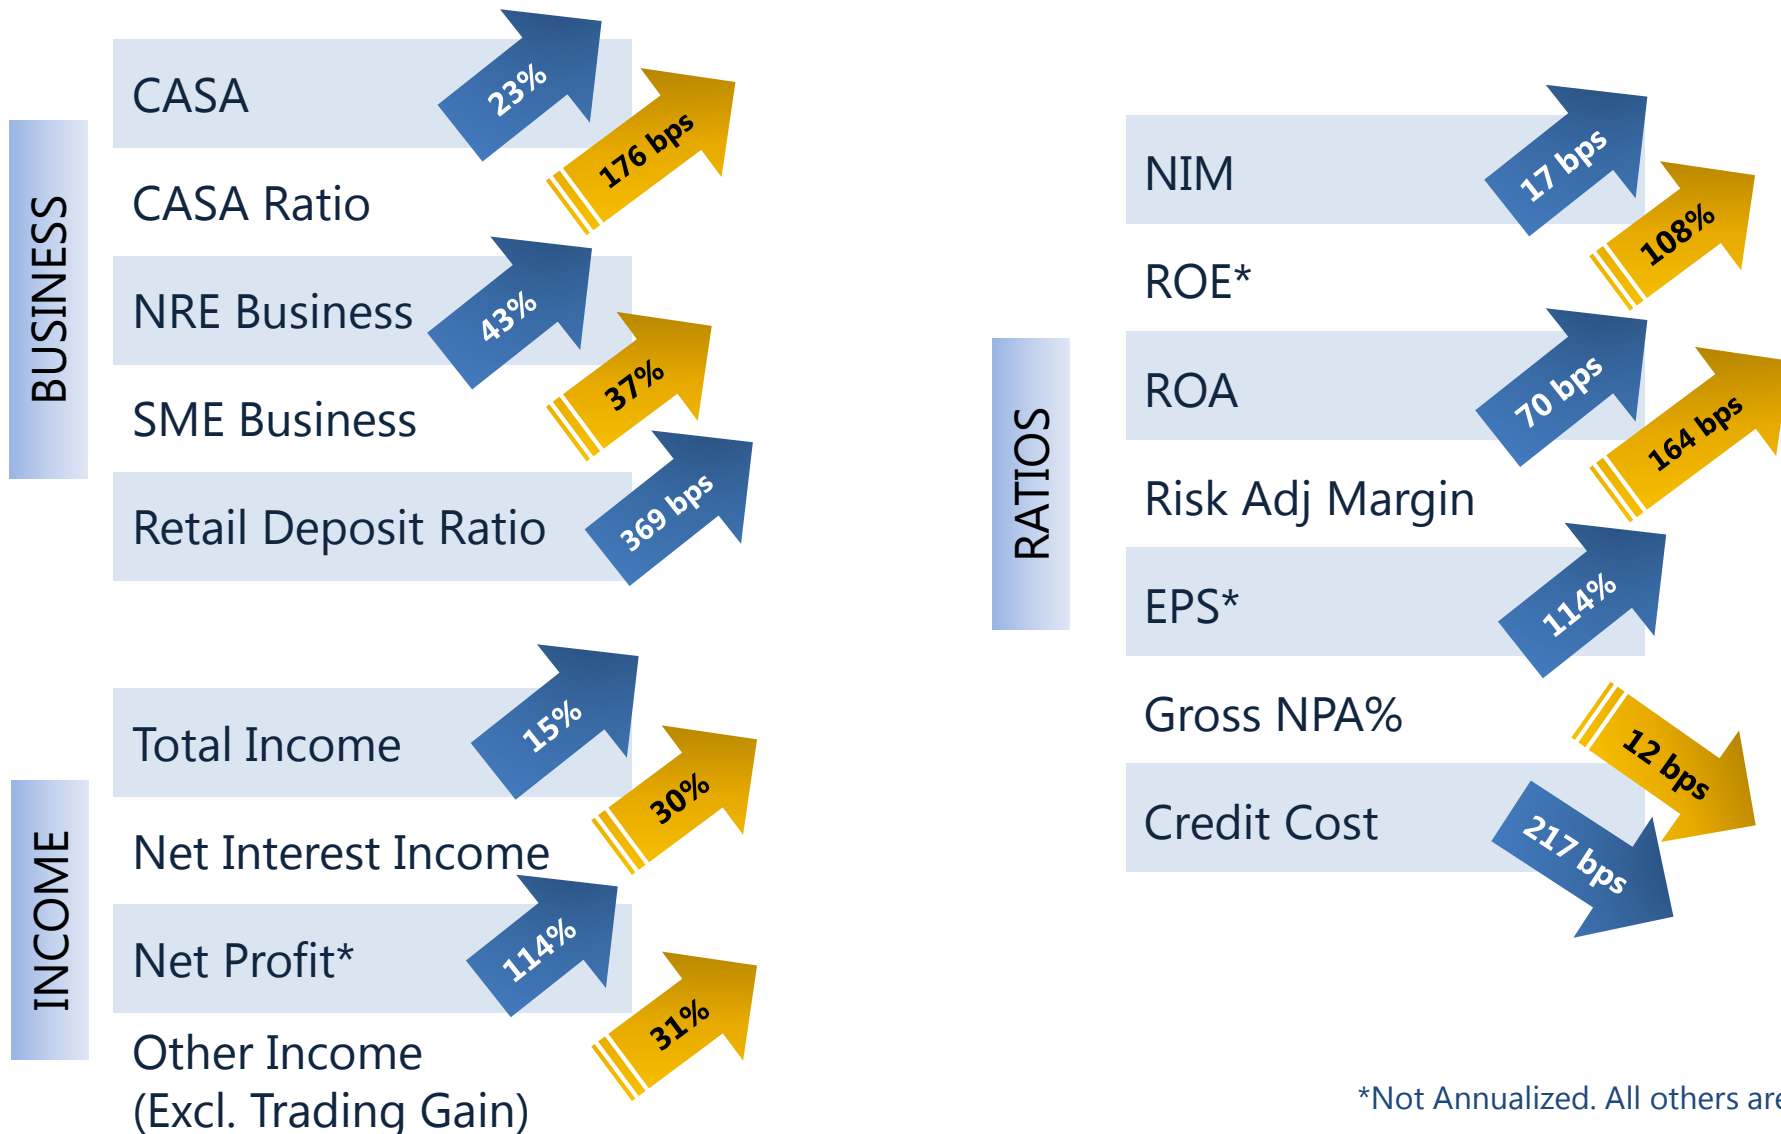 BUSINESS
CASA
23%
CASA Ratio
176 bps
NRE Business
43%
SME Business
37%
Retail Deposit Ratio
369 bps
INCOME
Total Income
15%
Net Interest Income
30%
Net Profit*
114%
Other Income
(Excl. Trading Gain)
31%
RATIOS
NIM
17 bps
ROE*
108%
ROA
70 bps
Risk Adj Margin
164 bps
EPS*
114%
Gross NPA%
12 bps
Credit Cost
217 bps
*Not Annualized. All others are